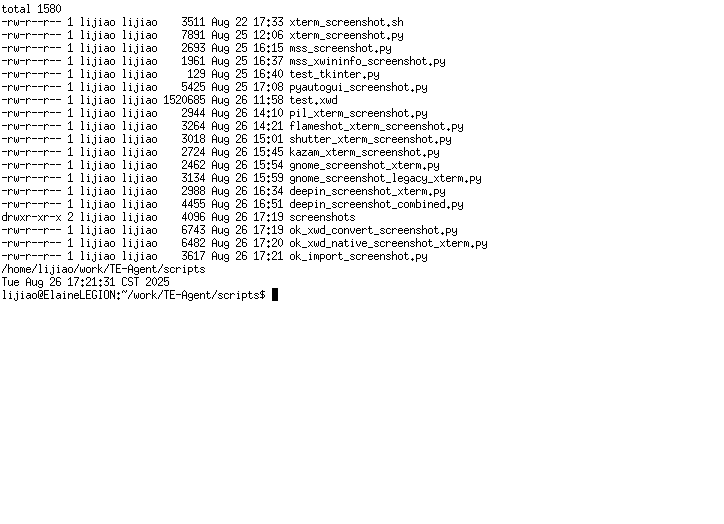 total 1580
-rw-r--r-- 1 lijiao lijiao    3511 Aug 22 17:33 xterm_screenshot.sh
-rw-r--r-- 1 lijiao lijiao    7891 Aug 25 12:06 xterm_screenshot.py
-rw-r--r-- 1 lijiao lijiao    2693 Aug 25 16:15 mss_screenshot.py
-rw-r--r-- 1 lijiao lijiao    1961 Aug 25 16:37 mss_xwininfo_screenshot.py
-rw-r--r-- 1 lijiao lijiao     129 Aug 25 16:40 test_tkinter.py
-rw-r--r-- 1 lijiao lijiao    5425 Aug 25 17:08 pyautogui_screenshot.py
-rw-r--r-- 1 lijiao lijiao 1520685 Aug 26 11:58 test.xwd
-rw-r--r-- 1 lijiao lijiao    2944 Aug 26 14:10 pil_xterm_screenshot.py
-rw-r--r-- 1 lijiao lijiao    3264 Aug 26 14:21 flameshot_xterm_screenshot.py
-rw-r--r-- 1 lijiao lijiao    3018 Aug 26 15:01 shutter_xterm_screenshot.py
-rw-r--r-- 1 lijiao lijiao    2724 Aug 26 15:45 kazam_xterm_screenshot.py
-rw-r--r-- 1 lijiao lijiao    2462 Aug 26 15:54 gnome_screenshot_xterm.py
-rw-r--r-- 1 lijiao lijiao    3134 Aug 26 15:59 gnome_screenshot_legacy_xterm.py
-rw-r--r-- 1 lijiao lijiao    2988 Aug 26 16:34 deepin_screenshot_xterm.py
-rw-r--r-- 1 lijiao lijiao    4455 Aug 26 16:51 deepin_screenshot_combined.py
drwxr-xr-x 2 lijiao lijiao    4096 Aug 26 17:19 screenshots
-rw-r--r-- 1 lijiao lijiao    6743 Aug 26 17:19 ok_xwd_convert_screenshot.py
-rw-r--r-- 1 lijiao lijiao    6482 Aug 26 17:20 ok_xwd_native_screenshot_xterm.py
-rw-r--r-- 1 lijiao lijiao    3617 Aug 26 17:21 ok_import_screenshot.py
/home/lijiao/work/TE-Agent/scripts
Tue Aug 26 17:21:31 CST 2025
lijiao@ElaineLEGION:~/work/TE-Agent/scripts$